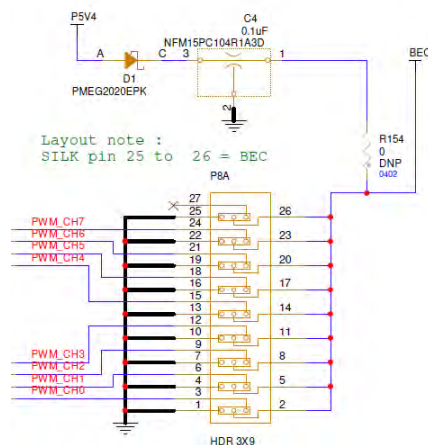 P5V4
C4
0.1uF
NFM15PC104R1A3D
A
C
3
1
BEC
D1
PMEG2020EPK
2
R154
0
DNP
0402
Layout note :
SILK pin 25 to 26 = BEC
P8A
27
25
26
PWM_CH7
24
PWM_CH6
22
23
PWM_CH5
21
PWM_CH4
19
20
18
16
17
15
13
14
12
PWM_CH3
10
11
9
PWM_CH2
7
8
PWM_CH1
6
4
5
PWM_CH0
3
1
2
HDR 3X9